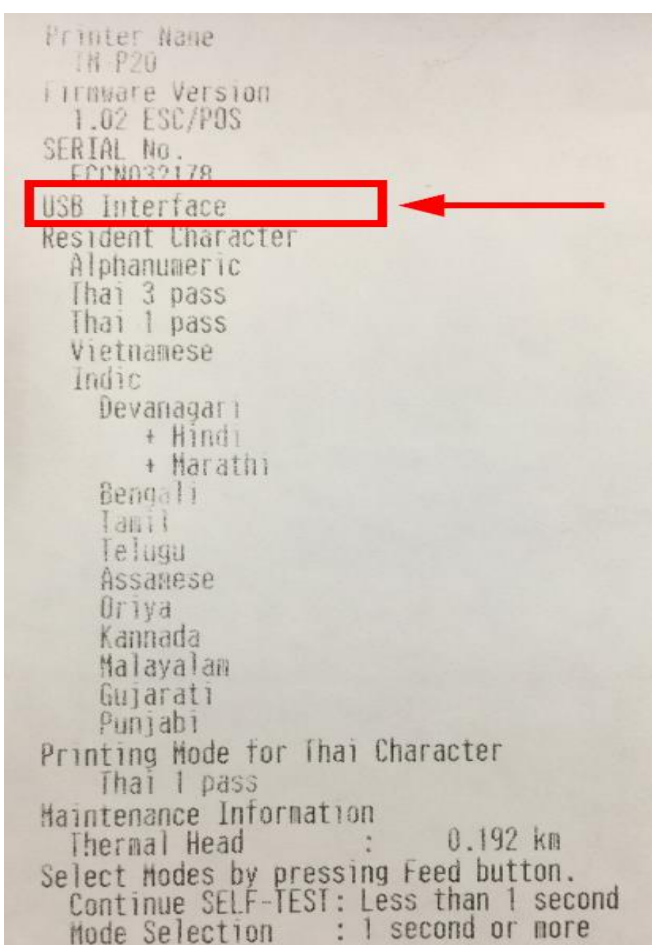 Printer Name
TM-P20
Firmware Version
1.02 ESC/POS
SERIAL No.
USB Interface
Resident Character
Alphanumeric
Thai 3 pass
Thai 1 pass
Vietnamese
Indic
Devanagari
+ Hindi
+ Marathi
Bengali
Tamil
Telugu
Assamese
Oriya
Kannada
Malayalam
Gujarati
Punjabi
Printing Mode for Thai Character
Thai 1 pass
Maintenance Information
Thermal Head : 0.192 km
Select Modes by pressing Feed button.
Continue SELF-TEST: Less than 1 second
Mode Selection : 1 second or more